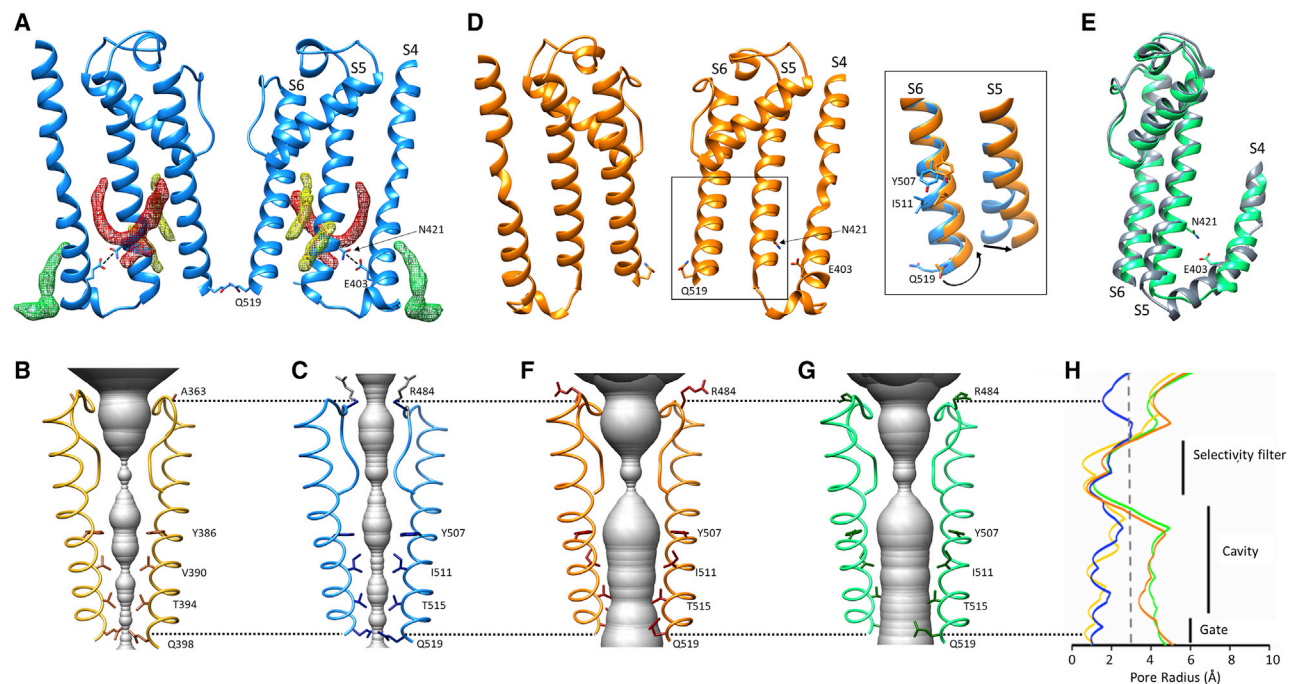 A
S4
S5
S6
N421
E403
Q519
D
S6
S5
S4
N421
E403
Q519
S6
S5
Y507
I511
Q519
E
S4
N421
E403
S6
S5
B
A363
Y386
V390
T394
Q398
C
R484
Y507
I511
T515
Q519
F
R484
Y507
I511
T515
Q519
G
R484
Y507
I511
T515
Q519
H
Selectivity filter
Cavity
Gate
0 2 4 6 8 10
Pore Radius (Å)